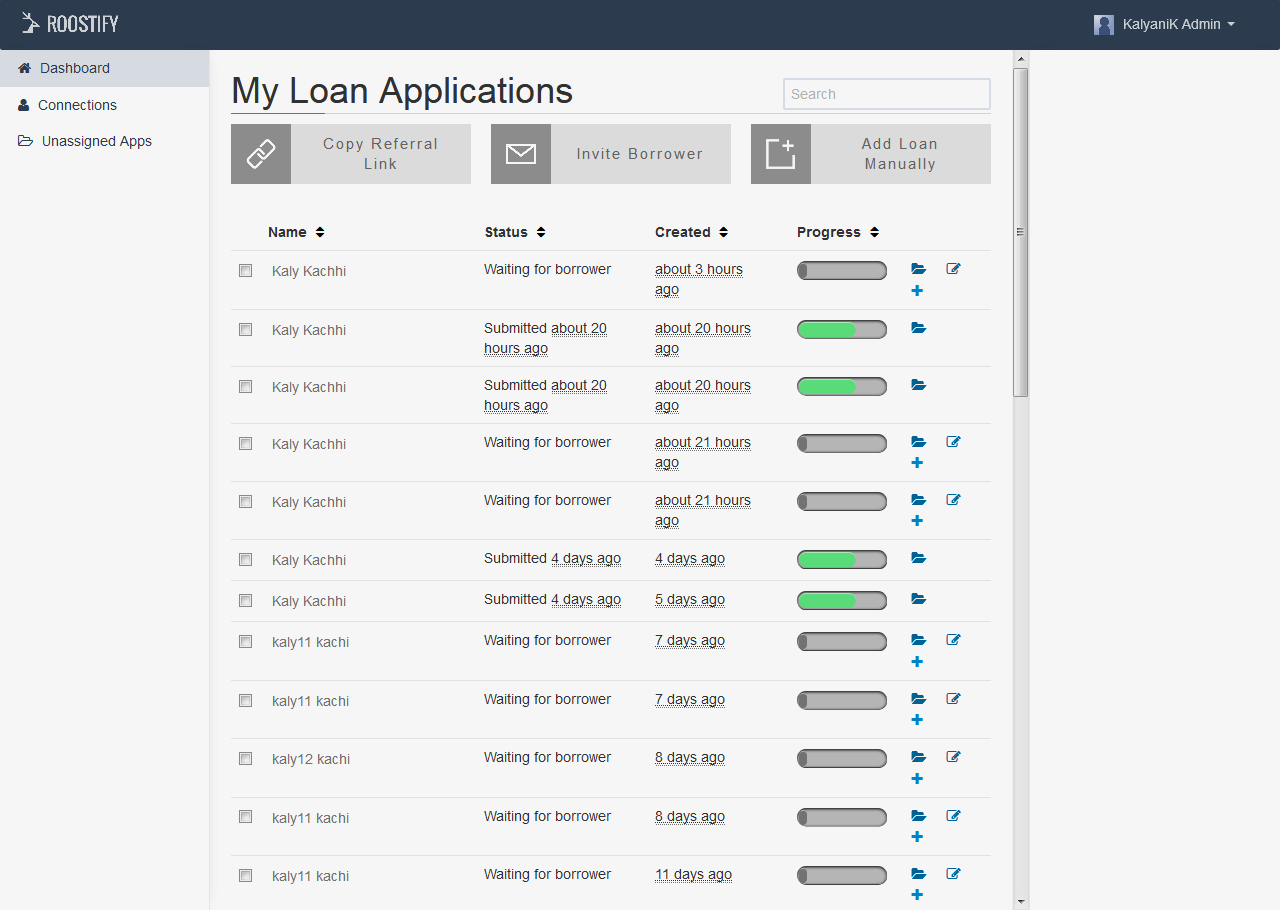 ROOSTIFY
KalyaniK Admin
Dashboard
Connections
Unassigned Apps
My Loan Applications
Search
Copy Referral
Link
Invite Borrower
Add Loan
Manually
Name Status Created Progress
Kaly Kachhi Waiting for borrower about 3 hours
ago
Kaly Kachhi Submitted about 20 about 20 hours
hours ago ago
Kaly Kachhi Submitted about 20 about 20 hours
hours ago ago
Kaly Kachhi Waiting for borrower about 21 hours
ago
Kaly Kachhi Waiting for borrower about 21 hours
ago
Kaly Kachhi Submitted 4 days ago 4 days ago
Kaly Kachhi Submitted 4 days ago 5 days ago
kaly11 kachi Waiting for borrower 7 days ago
kaly11 kachi Waiting for borrower 7 days ago
kaly12 kachi Waiting for borrower 8 days ago
kaly11 kachi Waiting for borrower 8 days ago
kaly11 kachi Waiting for borrower 11 days ago